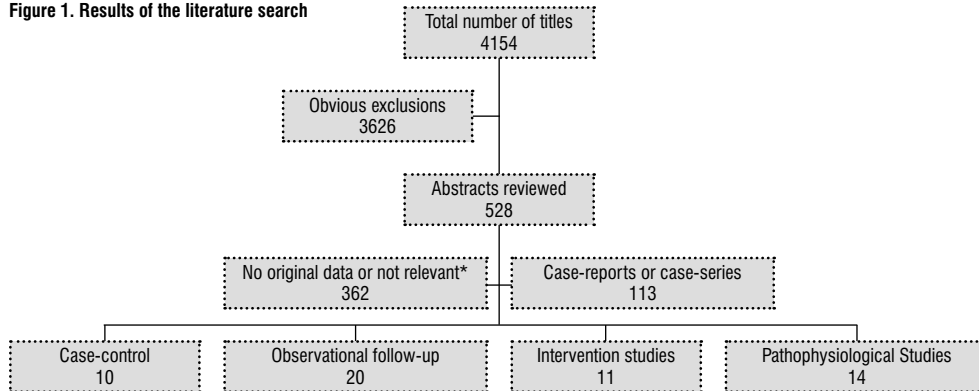 Figure 1. Results of the literature search
Total number of titles
4154
Obvious exclusions
3626
Abstracts reviewed
528
No original data or not relevant*
362
Case-reports or case-series
113
Case-control
10
Observational follow-up
20
Intervention studies
11
Pathophysiological Studies
14